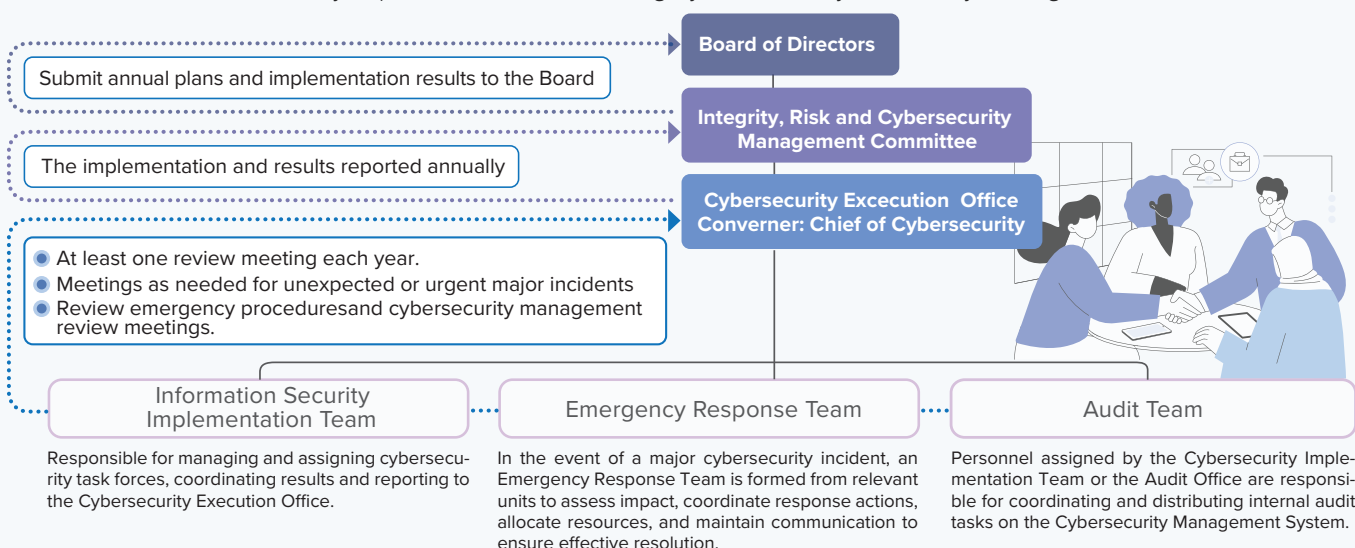 Board of Directors
Submit annual plans and implementation results to the Board
Integrity, Risk and Cybersecurity
Management Committee
The implementation and results reported annually
Cybersecurity Excecution Office
Converner: Chief of Cybersecurity
At least one review meeting each year.
Meetings as needed for unexpected or urgent major incidents
Review emergency proceduresand cybersecurity management
review meetings.
Information Security
Implementation Team
Responsible for managing and assigning cybersecu-
rity task forces, coordinating results and reporting to
the Cybersecurity Execution Office.
Emergency Response Team
In the event of a major cybersecurity incident, an
Emergency Response Team is formed from relevant
units to assess impact, coordinate response actions,
allocate resources, and maintain communication to
ensure effective resolution.
Audit Team
Personnel assigned by the Cybersecurity Imple-
mentation Team or the Audit Office are responsi-
ble for coordinating and distributing internal audit
tasks on the Cybersecurity Management System.